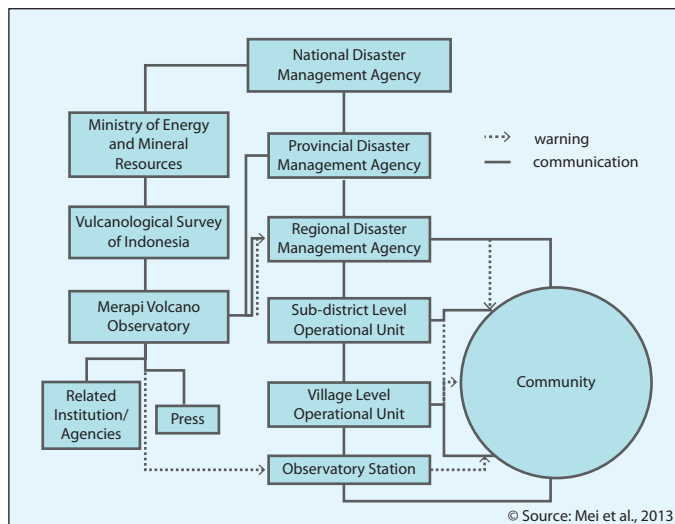 National Disaster
Management Agency
Ministry of Energy
and Mineral
Resources
Provincial Disaster
Management Agency
warning
communication
Vulcanological Survey
of Indonesia
Regional Disaster
Management Agency
Merapi Volcano
Observatory
Sub-district Level
Operational Unit
Community
Related
Institution/
Agencies
Press
Village Level
Operational Unit
Observatory Station
© Source: Mei et al., 2013